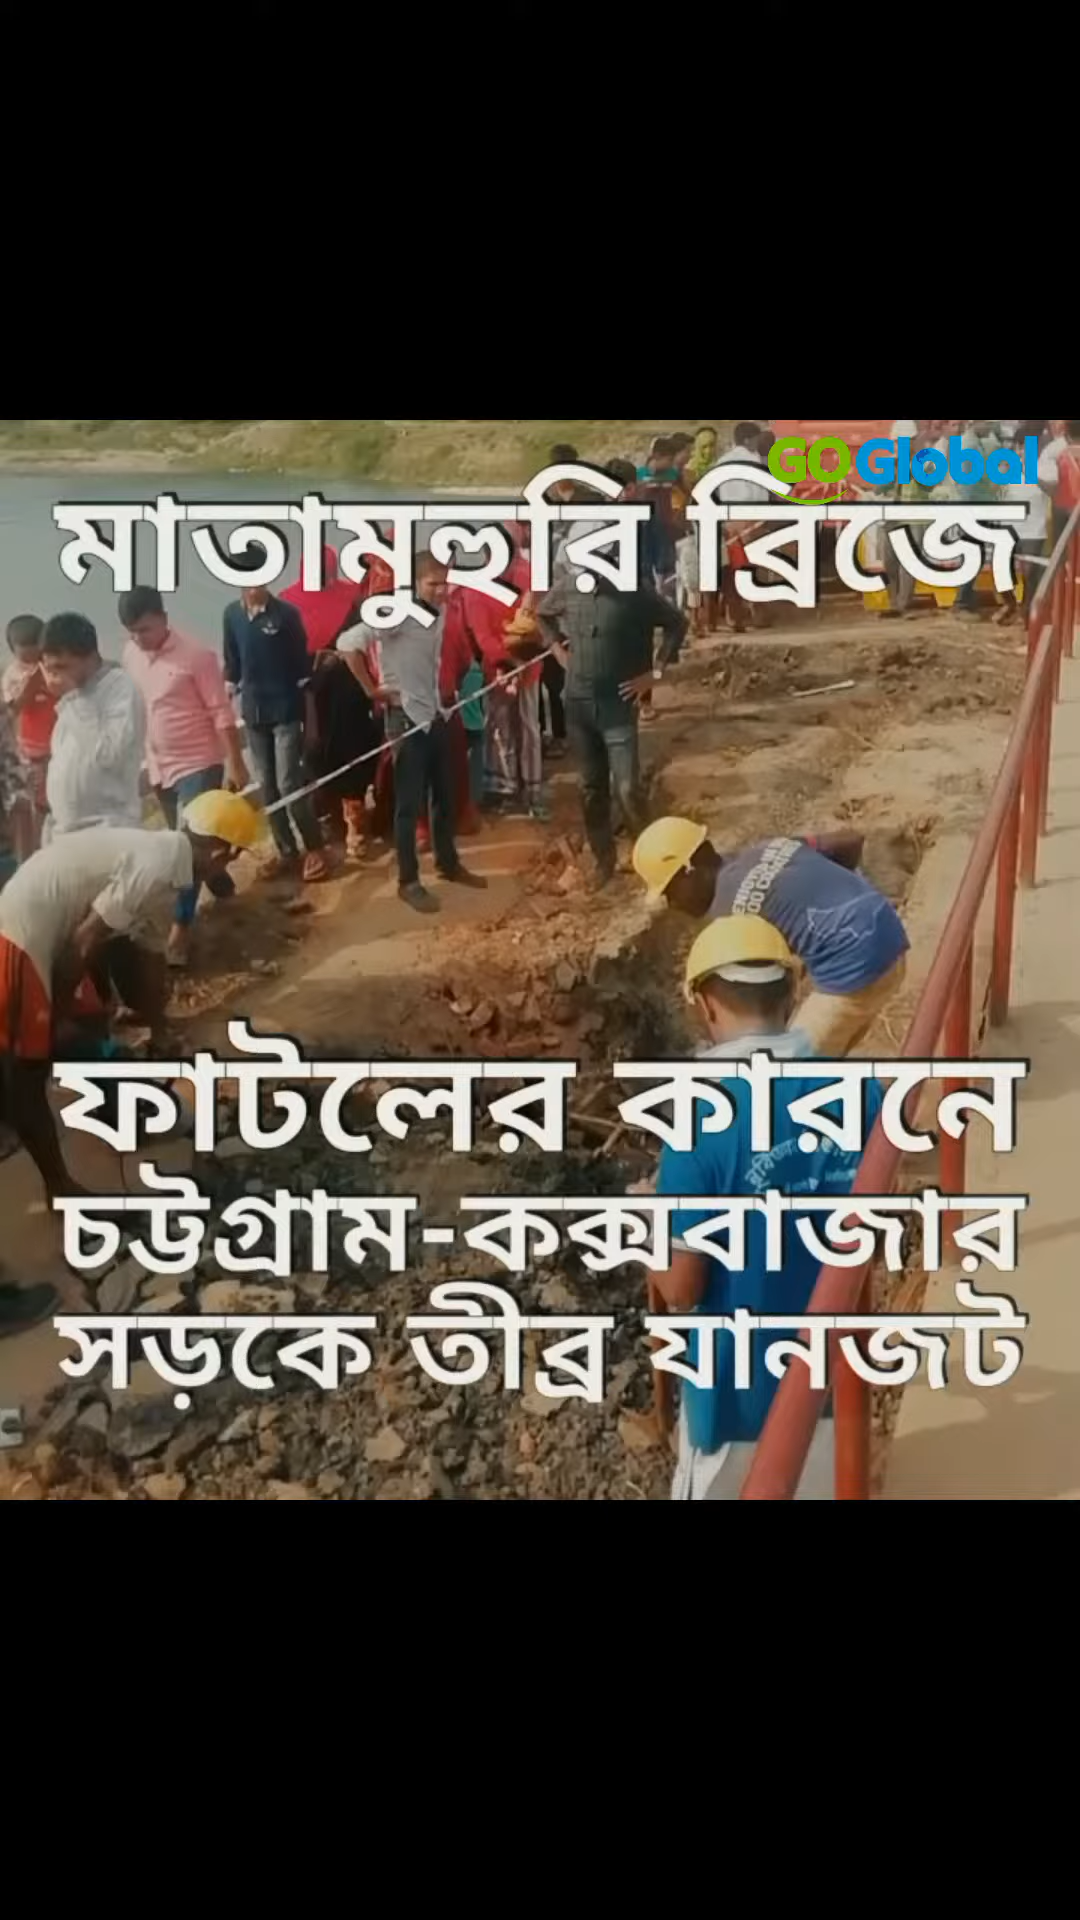 GOGlobal
মাতামুহুরি ব্রিজে
ফাটলের কারনে
চট্টগ্রাম-কক্সবাজার
সড়কে তীব্র যানজট